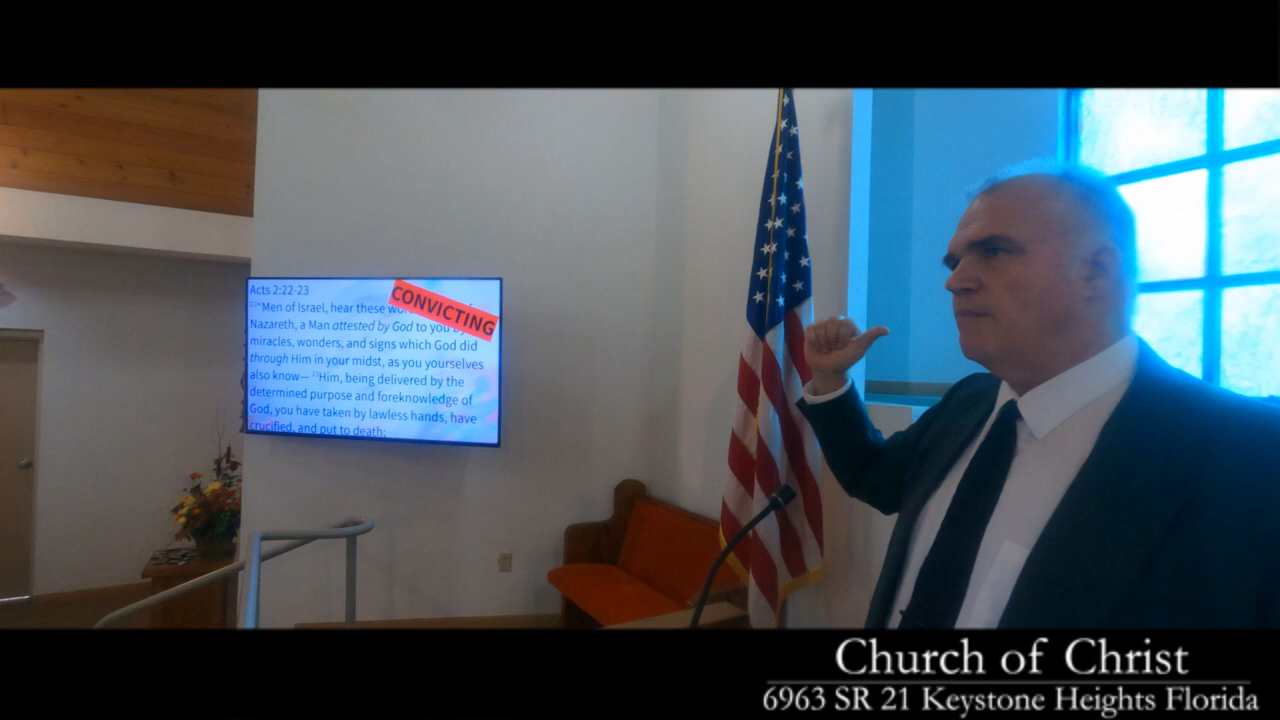 Acts 2:22-23
CONVICTING
22“Men of Israel, hear these
Nazareth, a Man attested by God to you
miracles, wonders, and signs which God did
through Him in your midst, as you yourselves
also know— 23Him, being delivered by the
determined purpose and foreknowledge of
God, you have taken by lawless hands, have
crucified, and put to death;
Church of Christ
6963 SR 21 Keystone Heights Florida